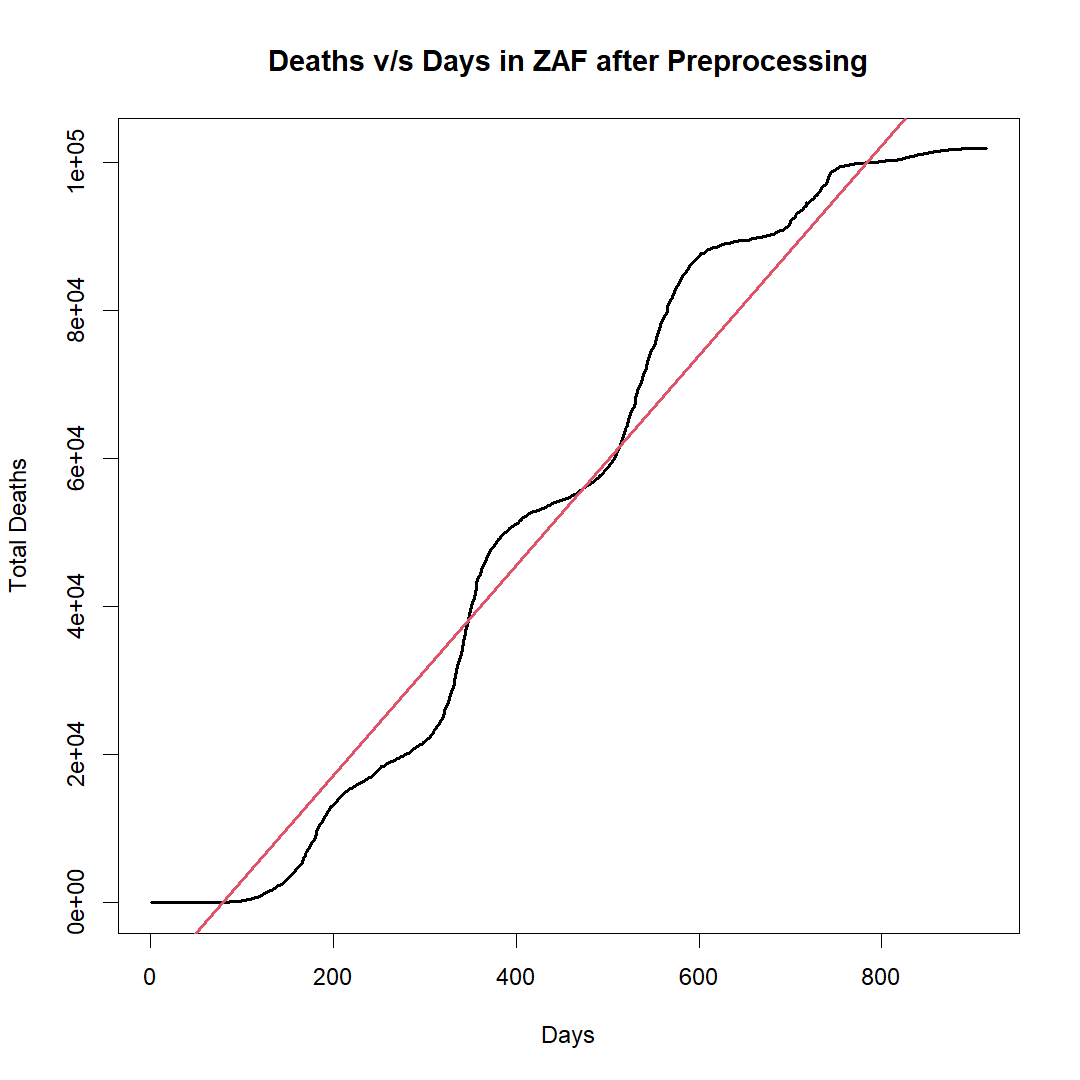 Deaths v/s Days in ZAF after Preprocessing
1e+05
8e+04
6e+04
4e+04
2e+04
0e+00
Total Deaths
0 200 400 600 800
Days